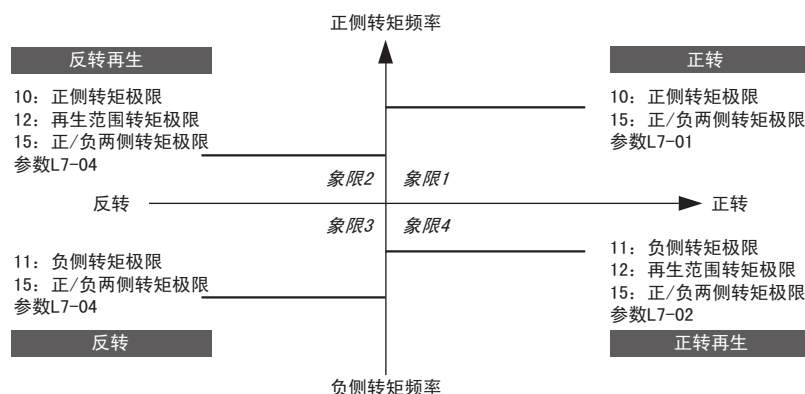 正侧转矩频率
反转再生
10：正侧转矩极限
12：再生范围转矩极限
15：正/负两侧转矩极限
参数L7-04
正转
10：正侧转矩极限
15：正/负两侧转矩极限
参数L7-01
象限2
象限1
反转
正转
象限3
象限4
11：负侧转矩极限
15：正/负两侧转矩极限
参数L7-04
反转
11：负侧转矩极限
12：再生范围转矩极限
15：正/负两侧转矩极限
参数L7-02
正转再生
负侧转矩频率